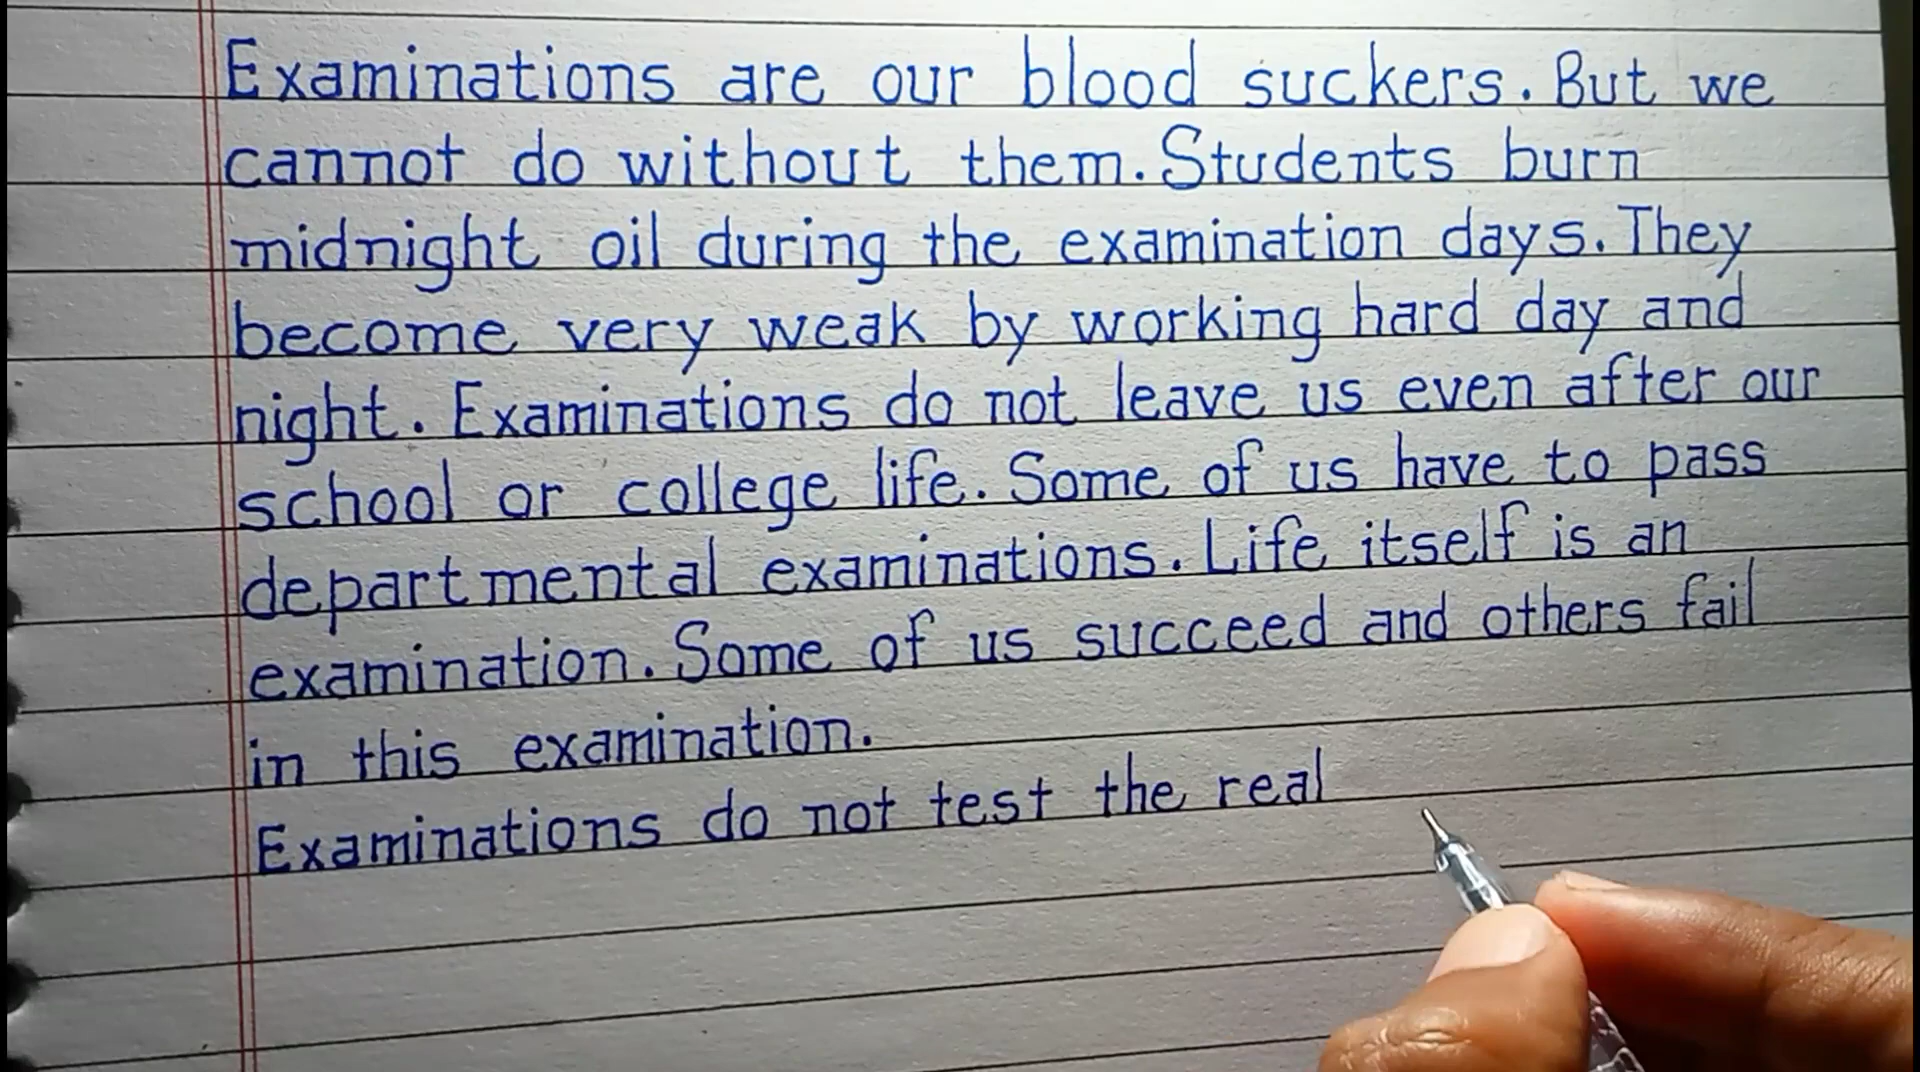 Examinations are our blood suckers. But we
cannot do without them. Students burn
midnight oil during the examination days. They
become very weak by working hard day and
night. Examinations do not leave us even after our
school or college life. Some of us have to pass
departmental examinations. Life itself is an
examination. Some of us succeed and others fail
in this examination.
Examinations do not test the real